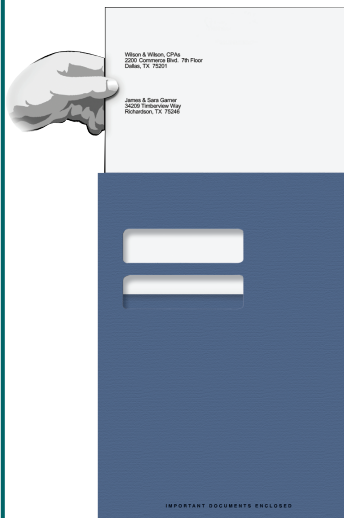 Wilson & Wilson, CPAs
2200 Commerce Blvd. 7th Floor
Dallas, TX 75201
James & Sara Garner
34209 Timberview Way
Richardson, TX 75246
IMPORTANT DOCUMENTS ENCLOSED